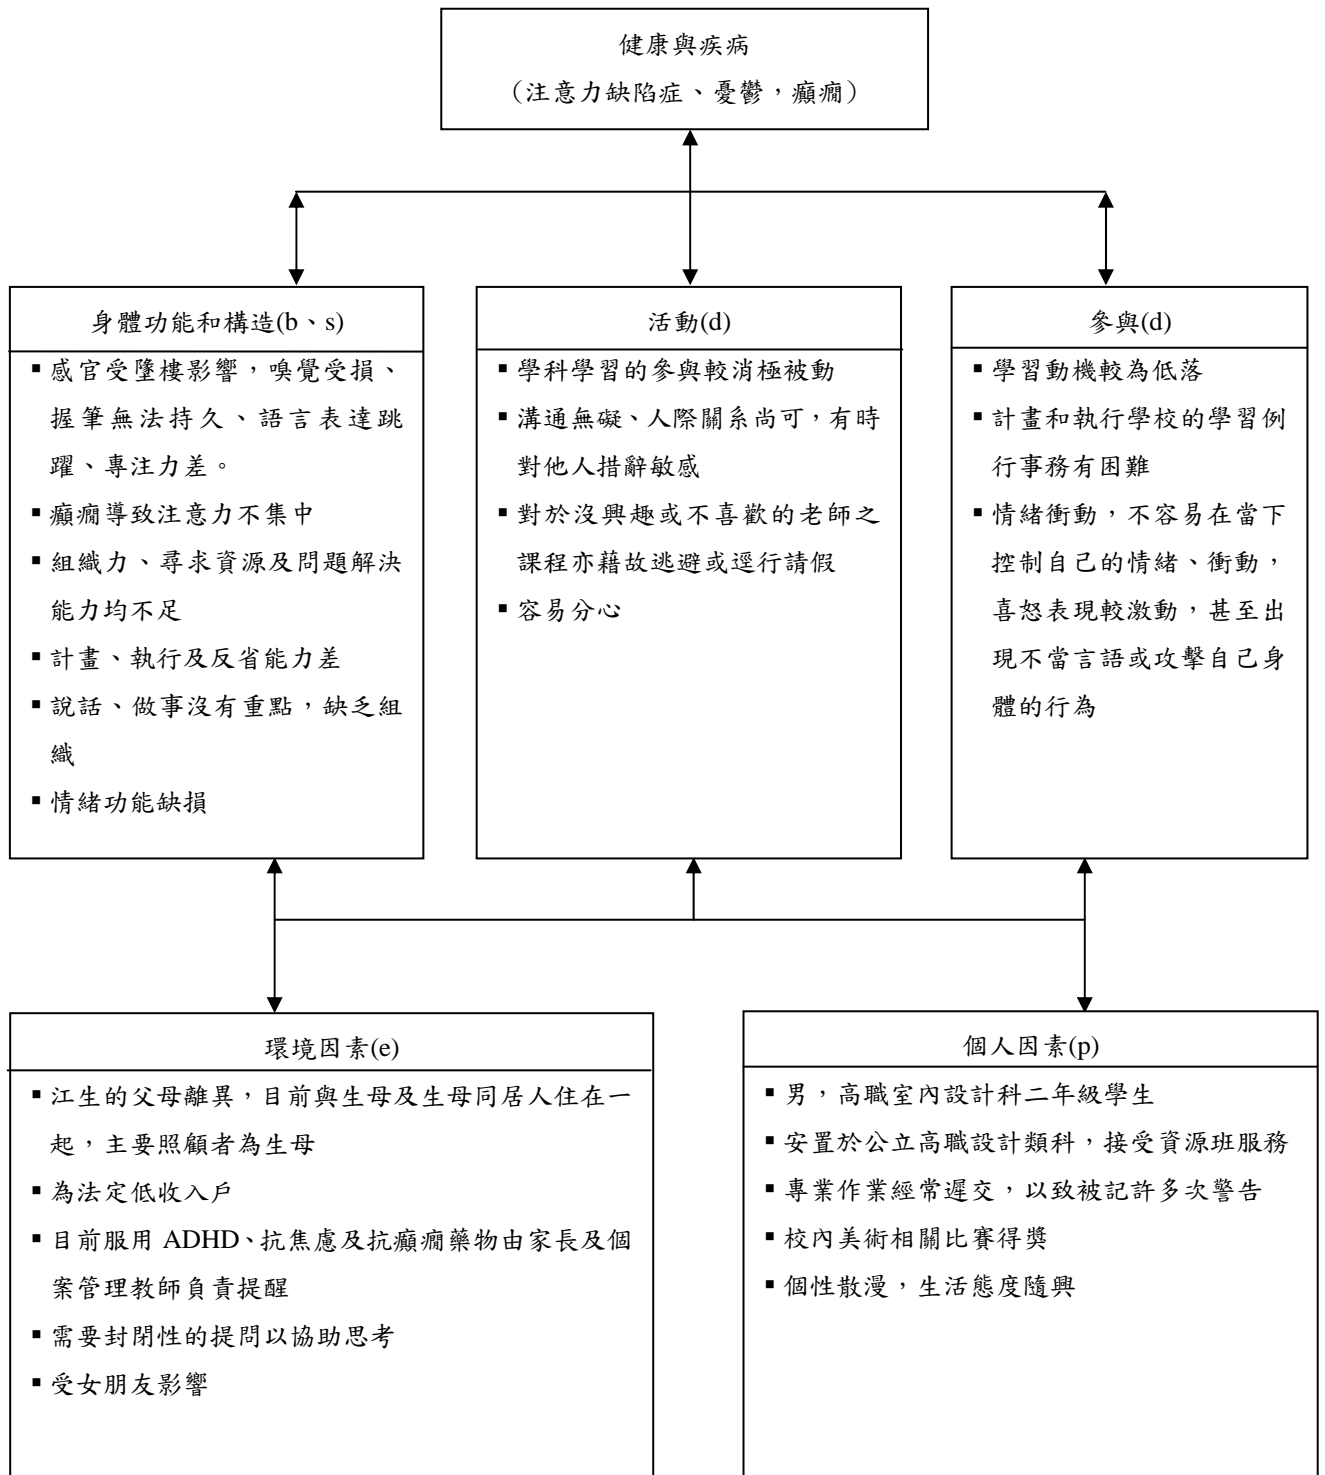 健康與疾病
（注意力缺陷症、憂鬱，癲癇）
身體功能和構造(b、s)
▪ 感官受墮樓影響，嗅覺受損、
握筆無法持久、語言表達跳
躍、專注力差。
▪ 癲癇導致注意力不集中
▪ 組織力、尋求資源及問題解決
能力均不足
▪ 計畫、執行及反省能力差
▪ 說話、做事沒有重點，缺乏組
織
▪ 情緒功能缺損
活動(d)
▪ 學科學習的參與較消極被動
▪ 溝通無礙、人際關系尚可，有時
對他人措辭敏感
▪ 對於沒興趣或不喜歡的老師之
課程亦藉故逃避或逕行請假
▪ 容易分心
參與(d)
▪ 學習動機較為低落
▪ 計畫和執行學校的學習例
行事務有困難
▪ 情緒衝動，不容易在當下
控制自己的情緒、衝動，
喜怒表現較激動，甚至出
現不當言語或攻擊自己身
體的行為
環境因素(e)
▪ 江生的父母離異，目前與生母及生母同居人住在一
起，主要照顧者為生母
▪ 為法定低收入戶
▪ 目前服用 ADHD、抗焦慮及抗癲癇藥物由家長及個
案管理教師負責提醒
▪ 需要封閉性的提問以協助思考
▪ 受女朋友影響
個人因素(p)
▪ 男，高職室內設計科二年級學生
▪ 安置於公立高職設計類科，接受資源班服務
▪ 專業作業經常遲交，以致被記許多次警告
▪ 校內美術相關比賽得獎
▪ 個性散漫，生活態度隨興